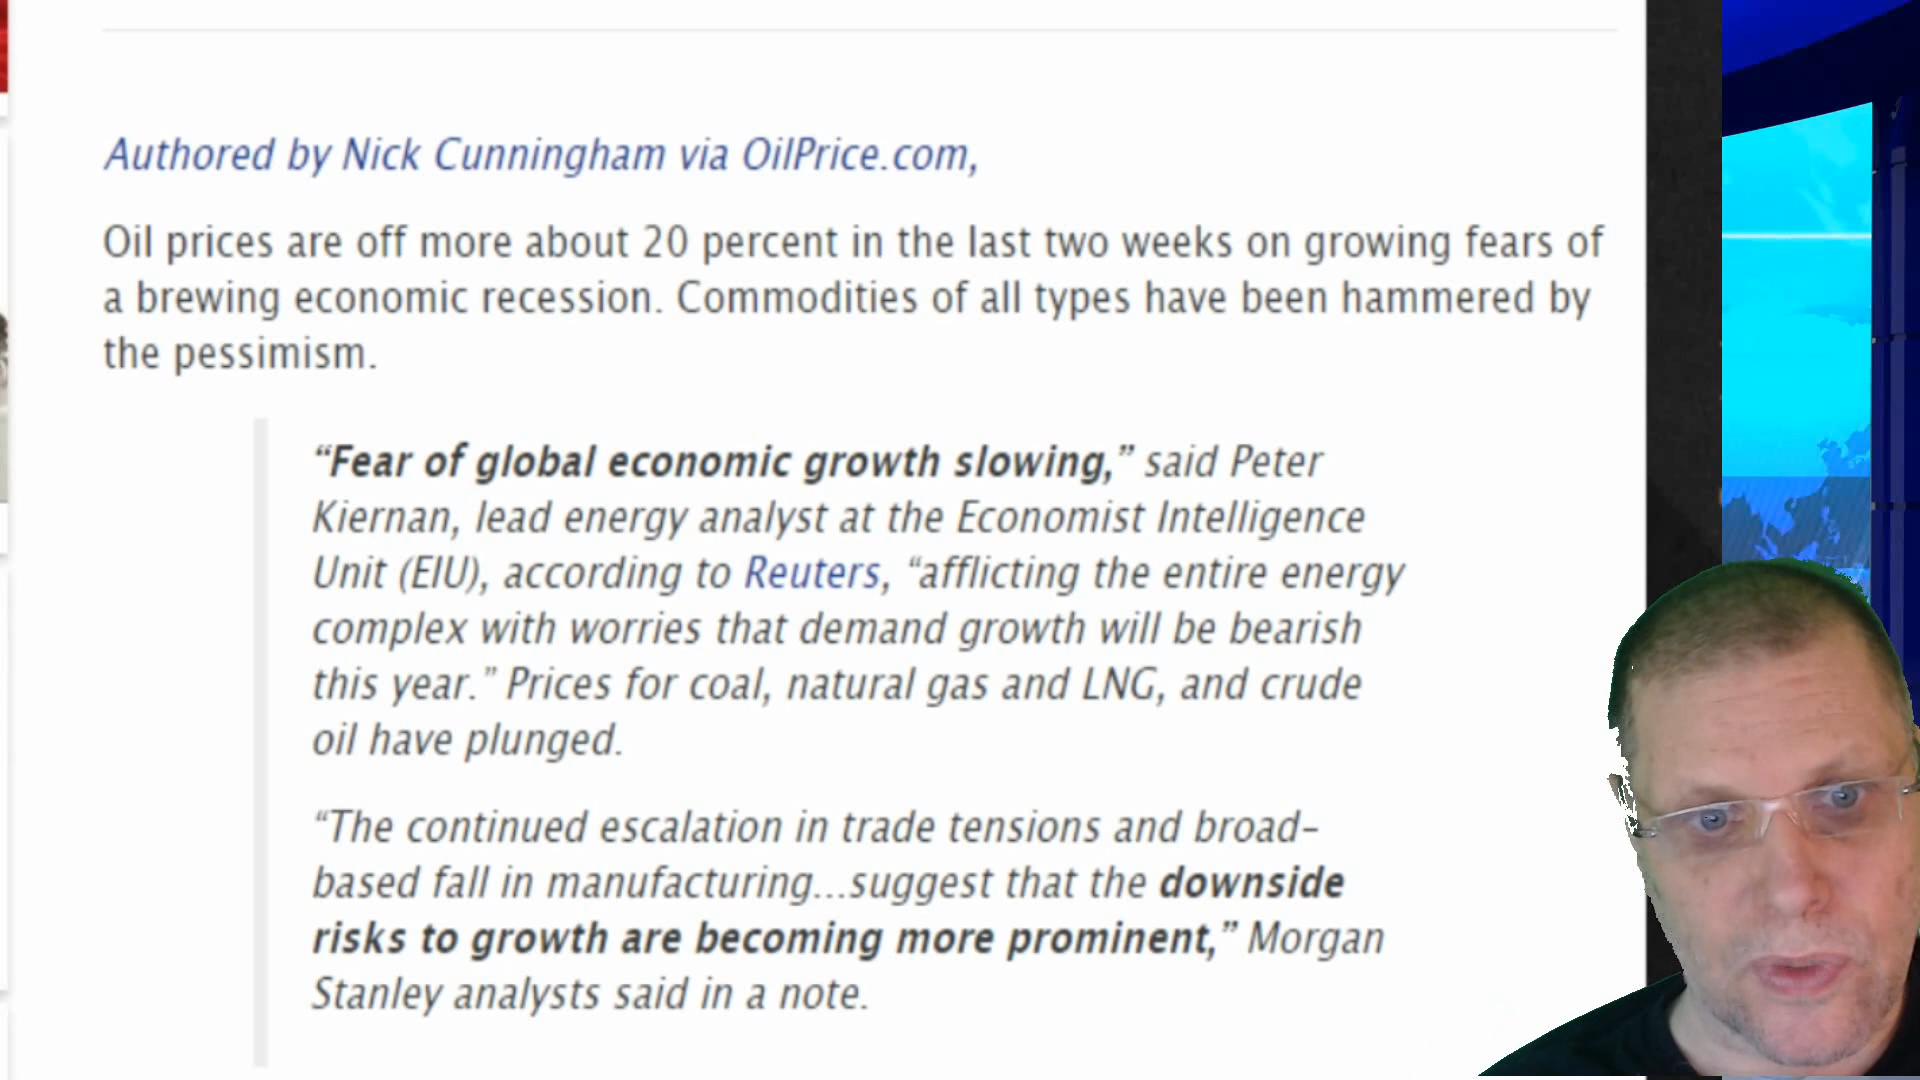 Authored by Nick Cunningham via OilPrice.com,
Oil prices are off more about 20 percent in the last two weeks on growing fears of
a brewing economic recession. Commodities of all types have been hammered by
the pessimism.
“Fear of global economic growth slowing,” said Peter
Kiernan, lead energy analyst at the Economist Intelligence
Unit (EIU), according to Reuters, “afflicting the entire energy
complex with worries that demand growth will be bearish
this year.” Prices for coal, natural gas and LNG, and crude
oil have plunged.
“The continued escalation in trade tensions and broad-
based fall in manufacturing...suggest that the downside
risks to growth are becoming more prominent,” Morgan
Stanley analysts said in a note.